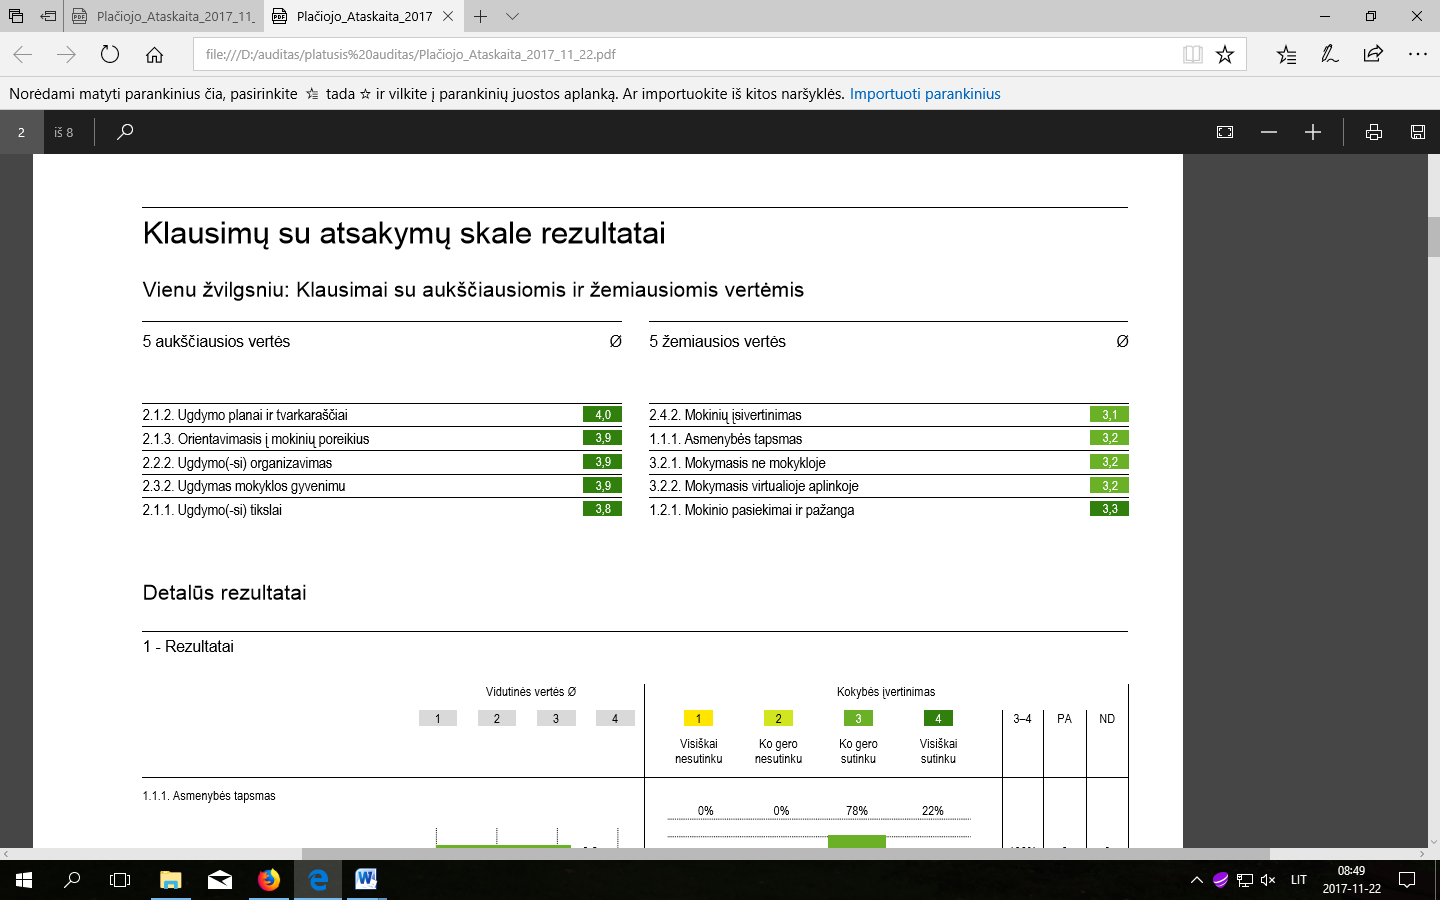 Plačiojo_Ataskaita_2017_11_
Plačiojo_Ataskaita_2017
file:///D:/auditas/platusis%20auditas/Plačiojo_Ataskaita_2017_11_22.pdf
Norėdami matyti parankinius čia, pasirinkite tada ir vilkite į parankinių juostos aplanką. Ar importuokite iš kitos naršyklės. Importuoti parankinius
2 iš 8
Klausimų su atsakymų skale rezultatai
Vienu žvilgsniu: Klausimai su aukščiausiomis ir žemiausiomis vertėmis
5 aukščiausios vertės Ø
2.1.2. Ugdymo planai ir tvarkaraščiai 4,0
2.1.3. Orientavimasis į mokinių poreikius 3,9
2.2.2. Ugdymo(-si) organizavimas 3,9
2.3.2. Ugdymas mokyklos gyvenimu 3,9
2.1.1. Ugdymo(-si) tikslai 3,8
5 žemiausios vertės Ø
2.4.2. Mokinių įsivertinimas 3,1
1.1.1. Asmenybės tapsmas 3,2
3.2.1. Mokymasis ne mokykloje 3,2
3.2.2. Mokymasis virtualioje aplinkoje 3,2
1.2.1. Mokinio pasiekimai ir pažanga 3,3
Detalūs rezultatai
1 - Rezultatai
Vidutinės vertės Ø
1 2 3 4
Kokybės įvertinimas
1 2 3 4 3–4 PA ND
Visiškai Ko gero Ko gero Visiškai
nesutinku nesutinku sutinku sutinku
1.1.1. Asmenybės tapsmas
0% 0% 78% 22%
LIT
08:49
2017-11-22